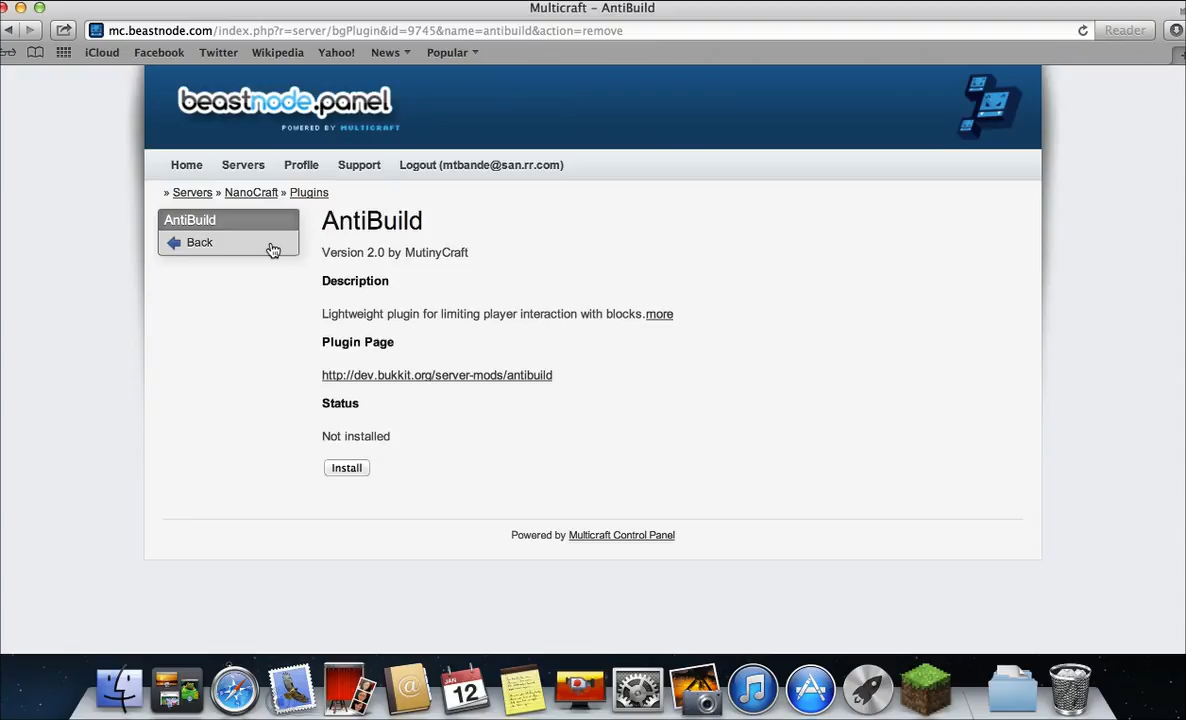 Multicraft – AntiBuild
mc.beastnode.com/index.php?r=server/bgPlugin&id=9745&name=antibuild&action=remove
Reader
iCloud Facebook Twitter Wikipedia Yahoo! News Popular
beastnode.panel
POWERED BY MULTICRAFT
Home Servers Profile Support Logout (mtbande@san.rr.com)
» Servers » NanoCraft » Plugins
AntiBuild
Back
AntiBuild
Version 2.0 by MutinyCraft
Description
Lightweight plugin for limiting player interaction with blocks.more
Plugin Page
http://dev.bukkit.org/server-mods/antibuild
Status
Not installed
Install
Powered by Multicraft Control Panel
JAN
12